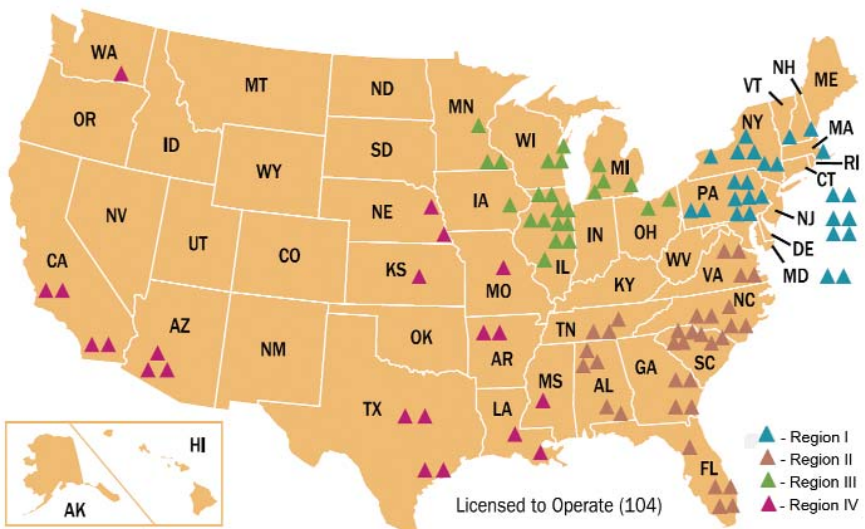 WA
MT
ND
MN
VT
NH
ME
OR
ID
SD
WI
NY
MA
WY
MI
RI
CT
NV
NE
IA
PA
NJ
UT
CO
IL
IN
OH
WV
DE
CA
KS
MO
KY
VA
MD
AZ
NM
OK
AR
TN
NC
SC
TX
LA
MS
AL
GA
FL
HI
AK
Licensed to Operate (104)
- Region I
- Region II
- Region III
- Region IV